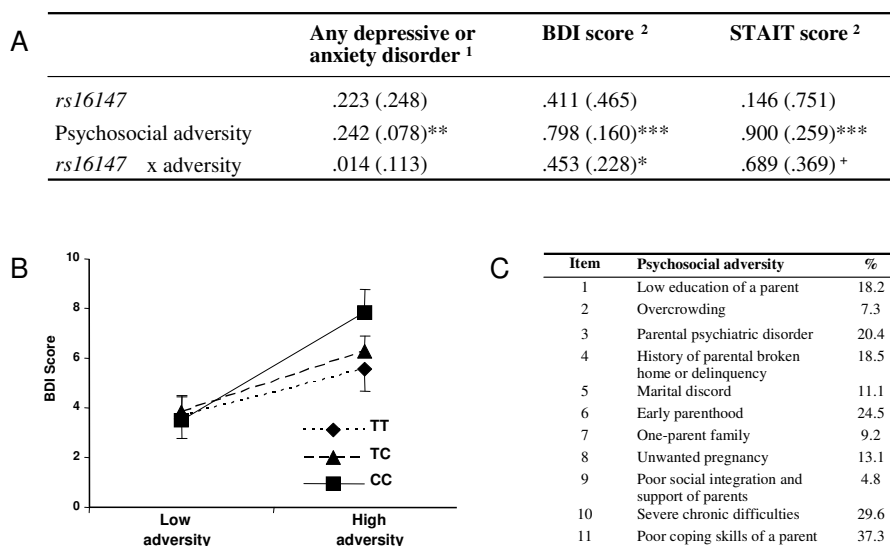 A
Any depressive or anxiety disorder ¹ BDI score ² STAIT score ²
rs16147 .223 (.248) .411 (.465) .146 (.751)
Psychosocial adversity .242 (.078)** .798 (.160)*** .900 (.259)***
rs16147 x adversity .014 (.113) .453 (.228)* .689 (.369) ⁺
B
BDI Score
10
8
6
4
2
0
TT
TC
CC
Low adversity
High adversity
C
Item Psychosocial adversity %
1 Low education of a parent 18.2
2 Overcrowding 7.3
3 Parental psychiatric disorder 20.4
4 History of parental broken 18.5
home or delinquency
5 Marital discord 11.1
6 Early parenthood 24.5
7 One-parent family 9.2
8 Unwanted pregnancy 13.1
9 Poor social integration and 4.8
support of parents
10 Severe chronic difficulties 29.6
11 Poor coping skills of a parent 37.3